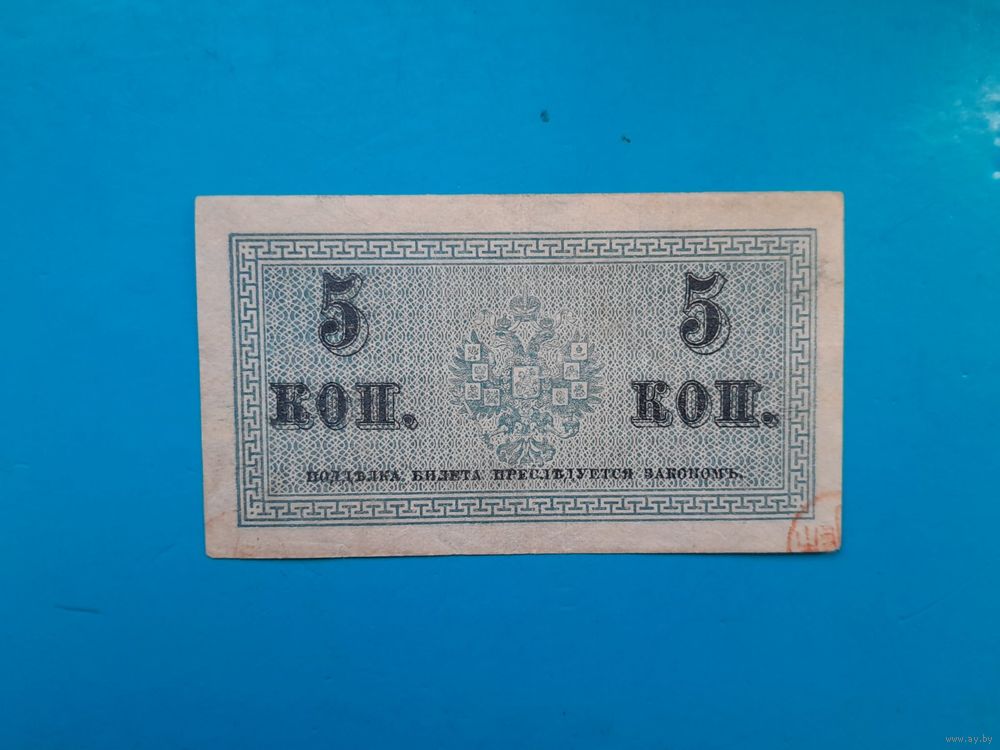 5 5
КОП. КОП.
ПОДДѢЛКА БИЛЕТА ПРЕСЛѢДУЕТСЯ ЗАКОНОМЪ.
www.ay.by